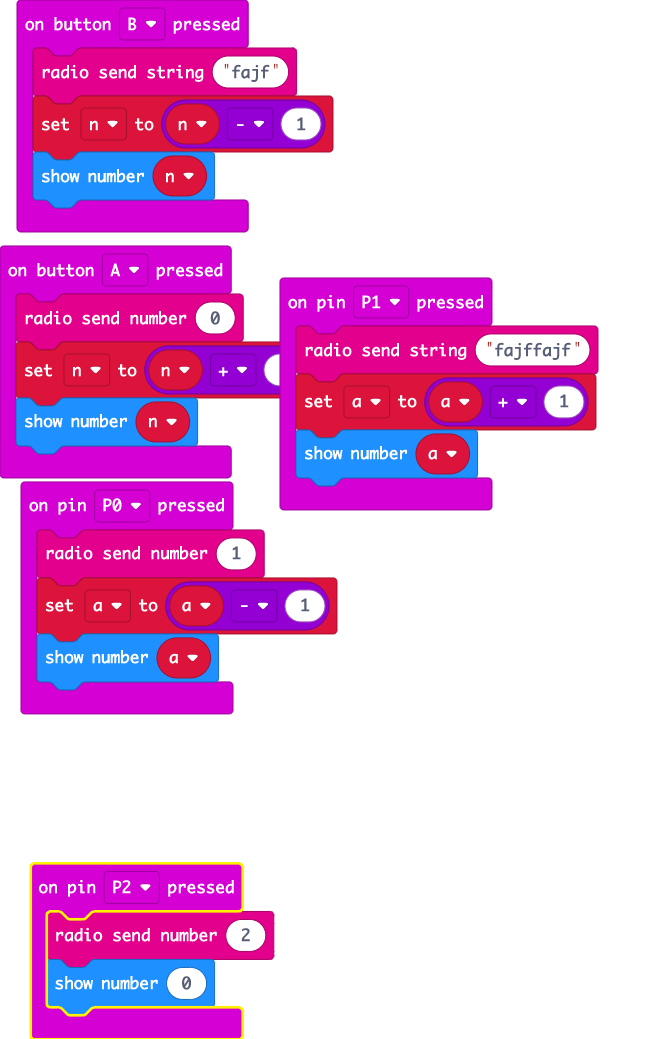 on button B pressed
radio send string "fajf"
set n to n - 1
show number n
on button A pressed
radio send number 0
set n to n +
show number n
on pin P1 pressed
radio send string "fajffajf"
set a to a + 1
show number a
on pin P0 pressed
radio send number 1
set a to a - 1
show number a
on pin P2 pressed
radio send number 2
show number 0